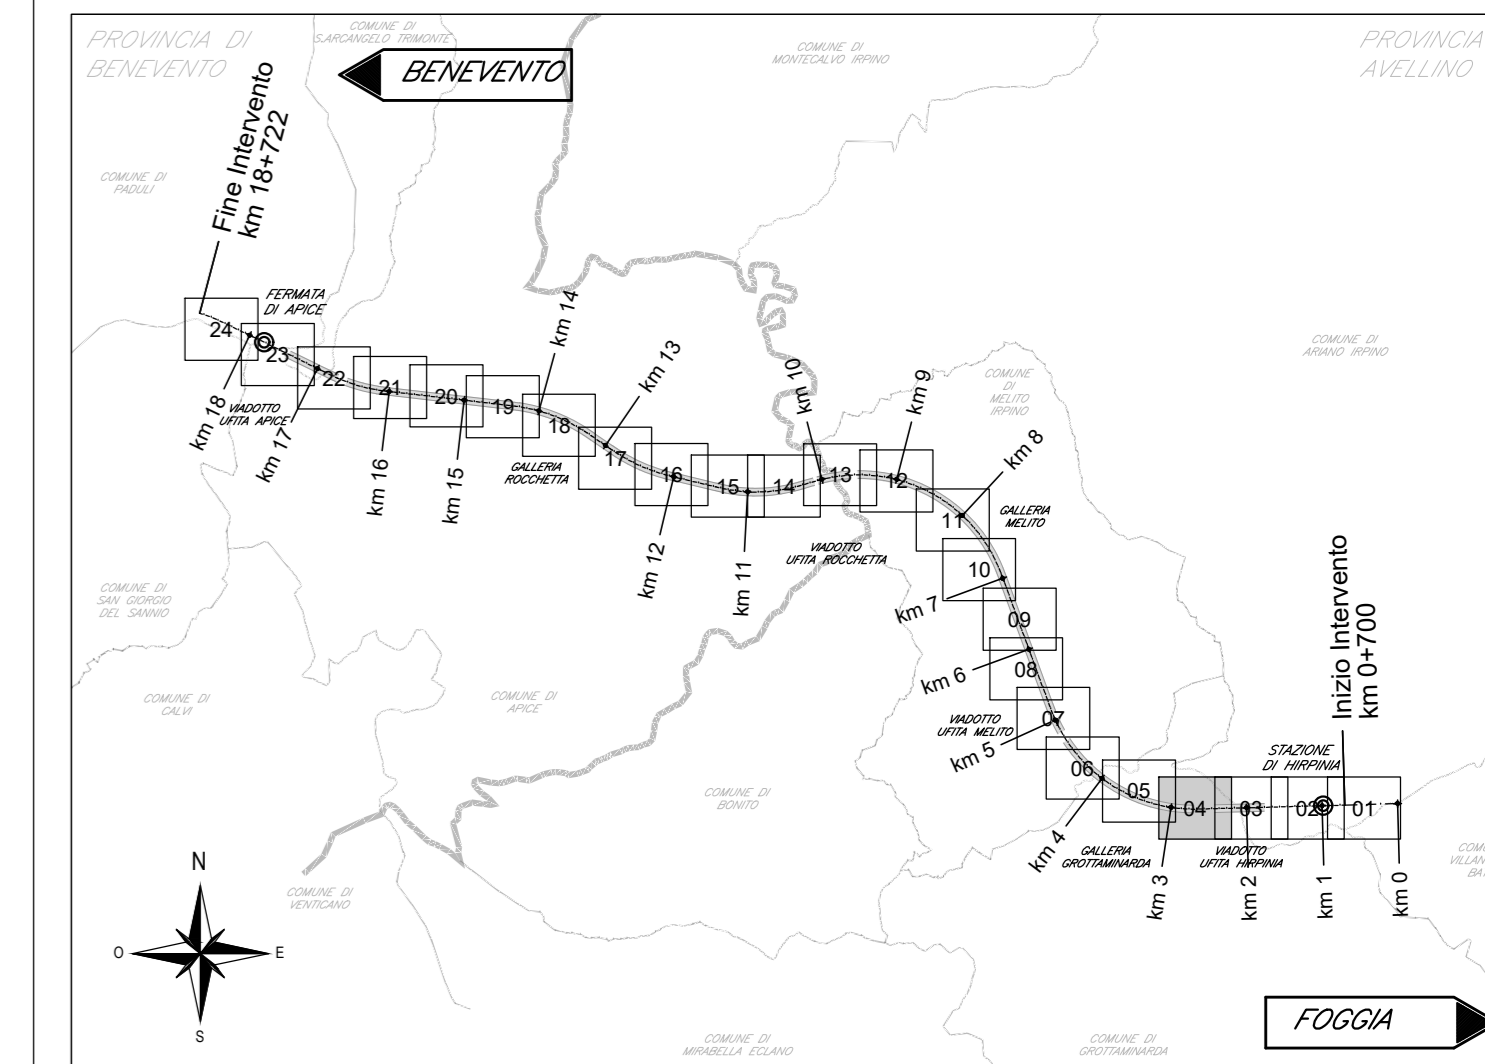 PROVINCIA DI
BENEVENTO
COMUNE DI
S.ARCANGELO TRIMONTE
BENEVENTO
COMUNE DI
MONTECALVO IRPINO
PROVINCIA
AVELLINO
Fine Intervento
km 18+722
COMUNE DI
PADULI
FERMATA
DI APICE
24
23
22
21
20
19
18
17
16
15
14
13
12
11
10
09
08
07
06
05
04
03
02
01
km 18
km 17
km 16
km 15
km 14
km 13
km 12
km 11
km 10
km 9
km 8
km 7
km 6
km 5
km 4
km 3
km 2
km 1
km 0
VIADOTTO
UFITA APICE
GALLERIA
ROCCHETTA
VIADOTTO
UFITA ROCCHETTA
GALLERIA
MELITO
COMUNE
DI
MELITO
IRPINO
COMUNE DI
ARIANO IRPINO
Inizio Intervento
km 0+700
COMUNE DI
SAN GIORGIO
DEL SANNIO
COMUNE DI
CALVI
COMUNE DI
APICE
VIADOTTO
UFITA MELITO
STAZIONE
DI HIRPINIA
COMUNE DI
BONITO
GALLERIA
GROTTAMINARDA
VIADOTTO
UFITA HIRPINIA
COMUNE DI
VENTICANO
N
O
E
S
FOGGIA
COMUNE DI
MIRABELLA ECLANO
COMUNE DI
GROTTAMINARDA